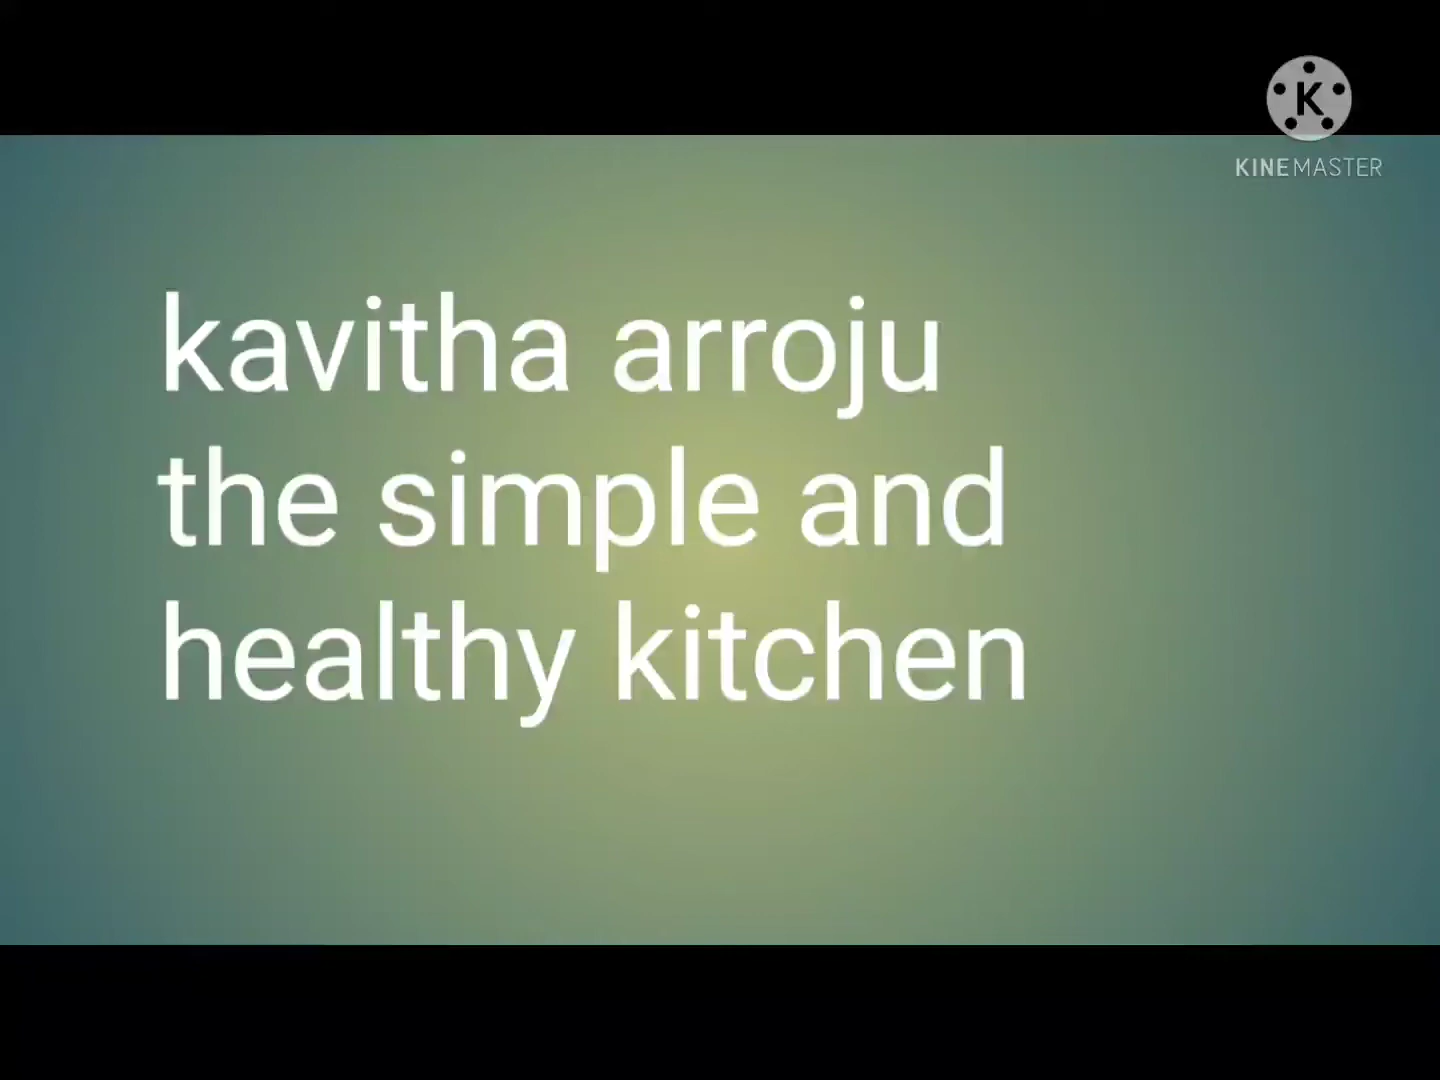 K
KINEMASTER
kavitha arroju
the simple and
healthy kitchen